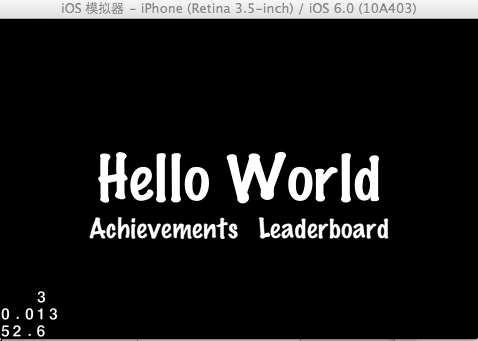 iOS 模拟器 - iPhone (Retina 3.5-inch) / iOS 6.0 (10A403)
Hello World
Achievements Leaderboard
3
0.013
52.6